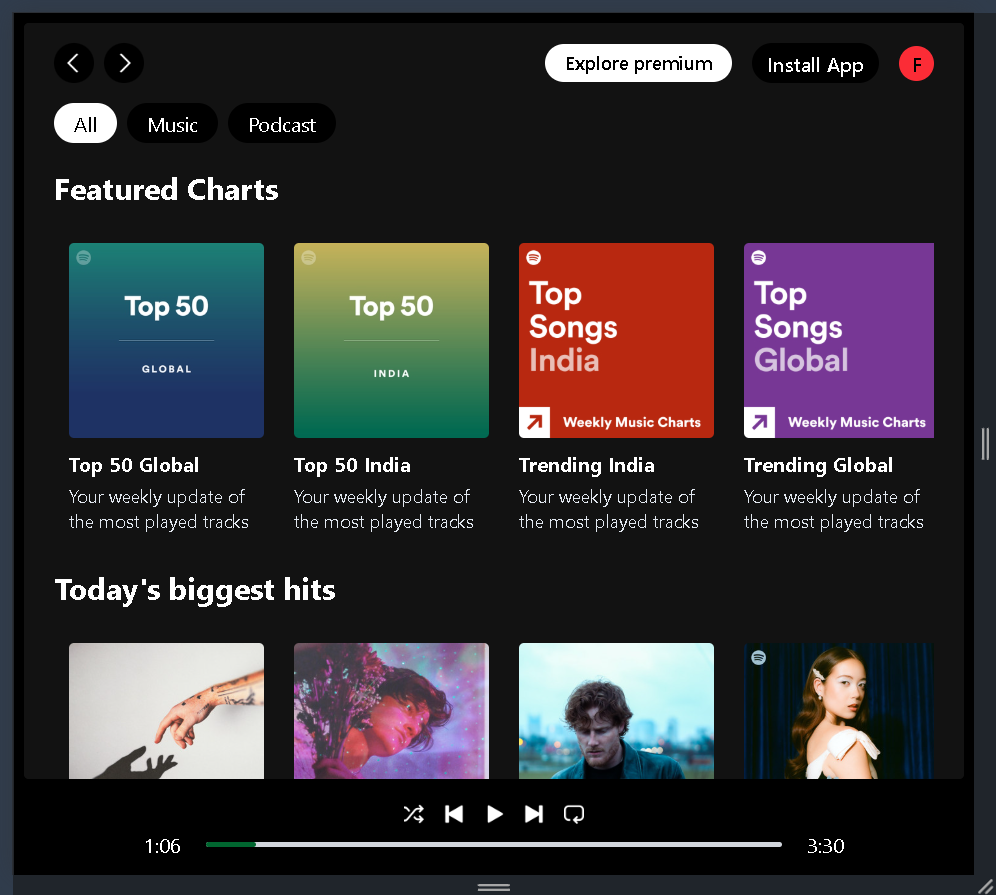 Explore premium
Install App
F
All
Music
Podcast
Featured Charts
Top 50
GLOBAL
Top 50
INDIA
Top
Songs
India
Weekly Music Charts
Top
Songs
Global
Weekly Music Charts
Top 50 Global
Your weekly update of
the most played tracks
Top 50 India
Your weekly update of
the most played tracks
Trending India
Your weekly update of
the most played tracks
Trending Global
Your weekly update of
the most played tracks
Today's biggest hits
1:06
3:30